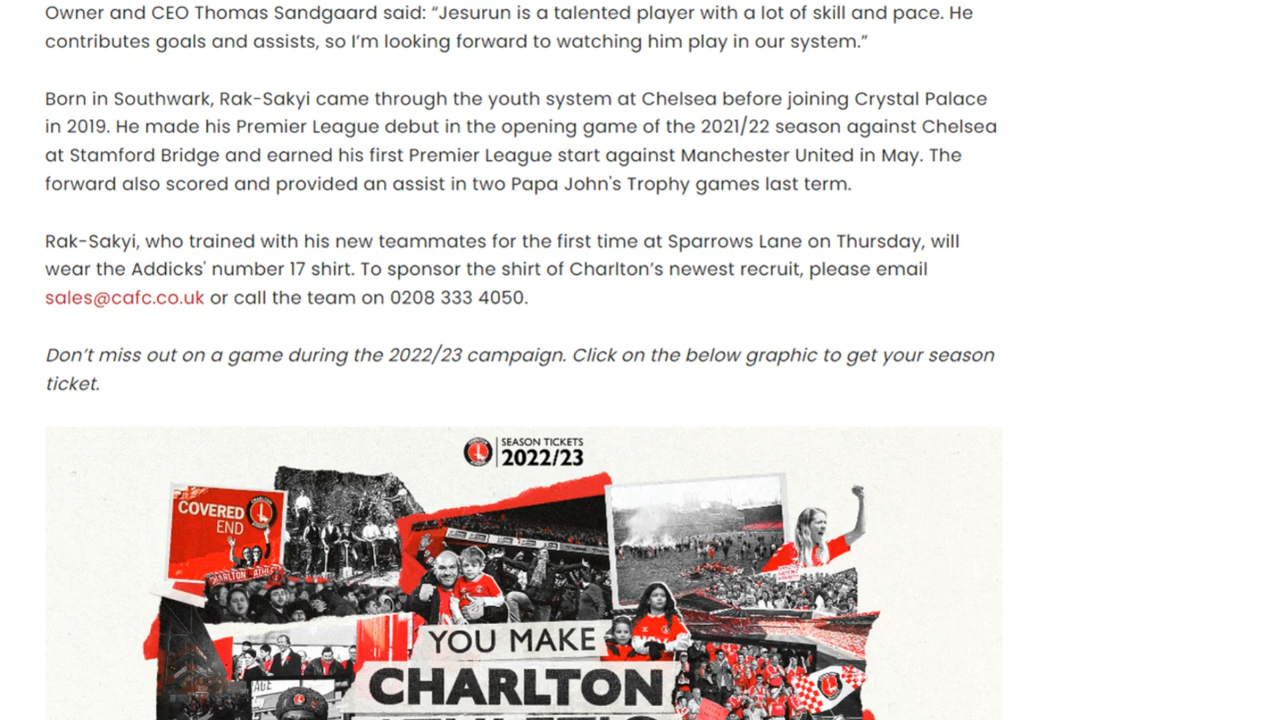 Owner and CEO Thomas Sandgaard said: “Jesurun is a talented player with a lot of skill and pace. He
contributes goals and assists, so I’m looking forward to watching him play in our system.”
Born in Southwark, Rak-Sakyi came through the youth system at Chelsea before joining Crystal Palace
in 2019. He made his Premier League debut in the opening game of the 2021/22 season against Chelsea
at Stamford Bridge and earned his first Premier League start against Manchester United in May. The
forward also scored and provided an assist in two Papa John's Trophy games last term.
Rak-Sakyi, who trained with his new teammates for the first time at Sparrows Lane on Thursday, will
wear the Addicks' number 17 shirt. To sponsor the shirt of Charlton’s newest recruit, please email
sales@cafc.co.uk or call the team on 0208 333 4050.
Don’t miss out on a game during the 2022/23 campaign. Click on the below graphic to get your season
ticket.
SEASON TICKETS
2022/23
COVERED
END
YOU MAKE
CHARLTON